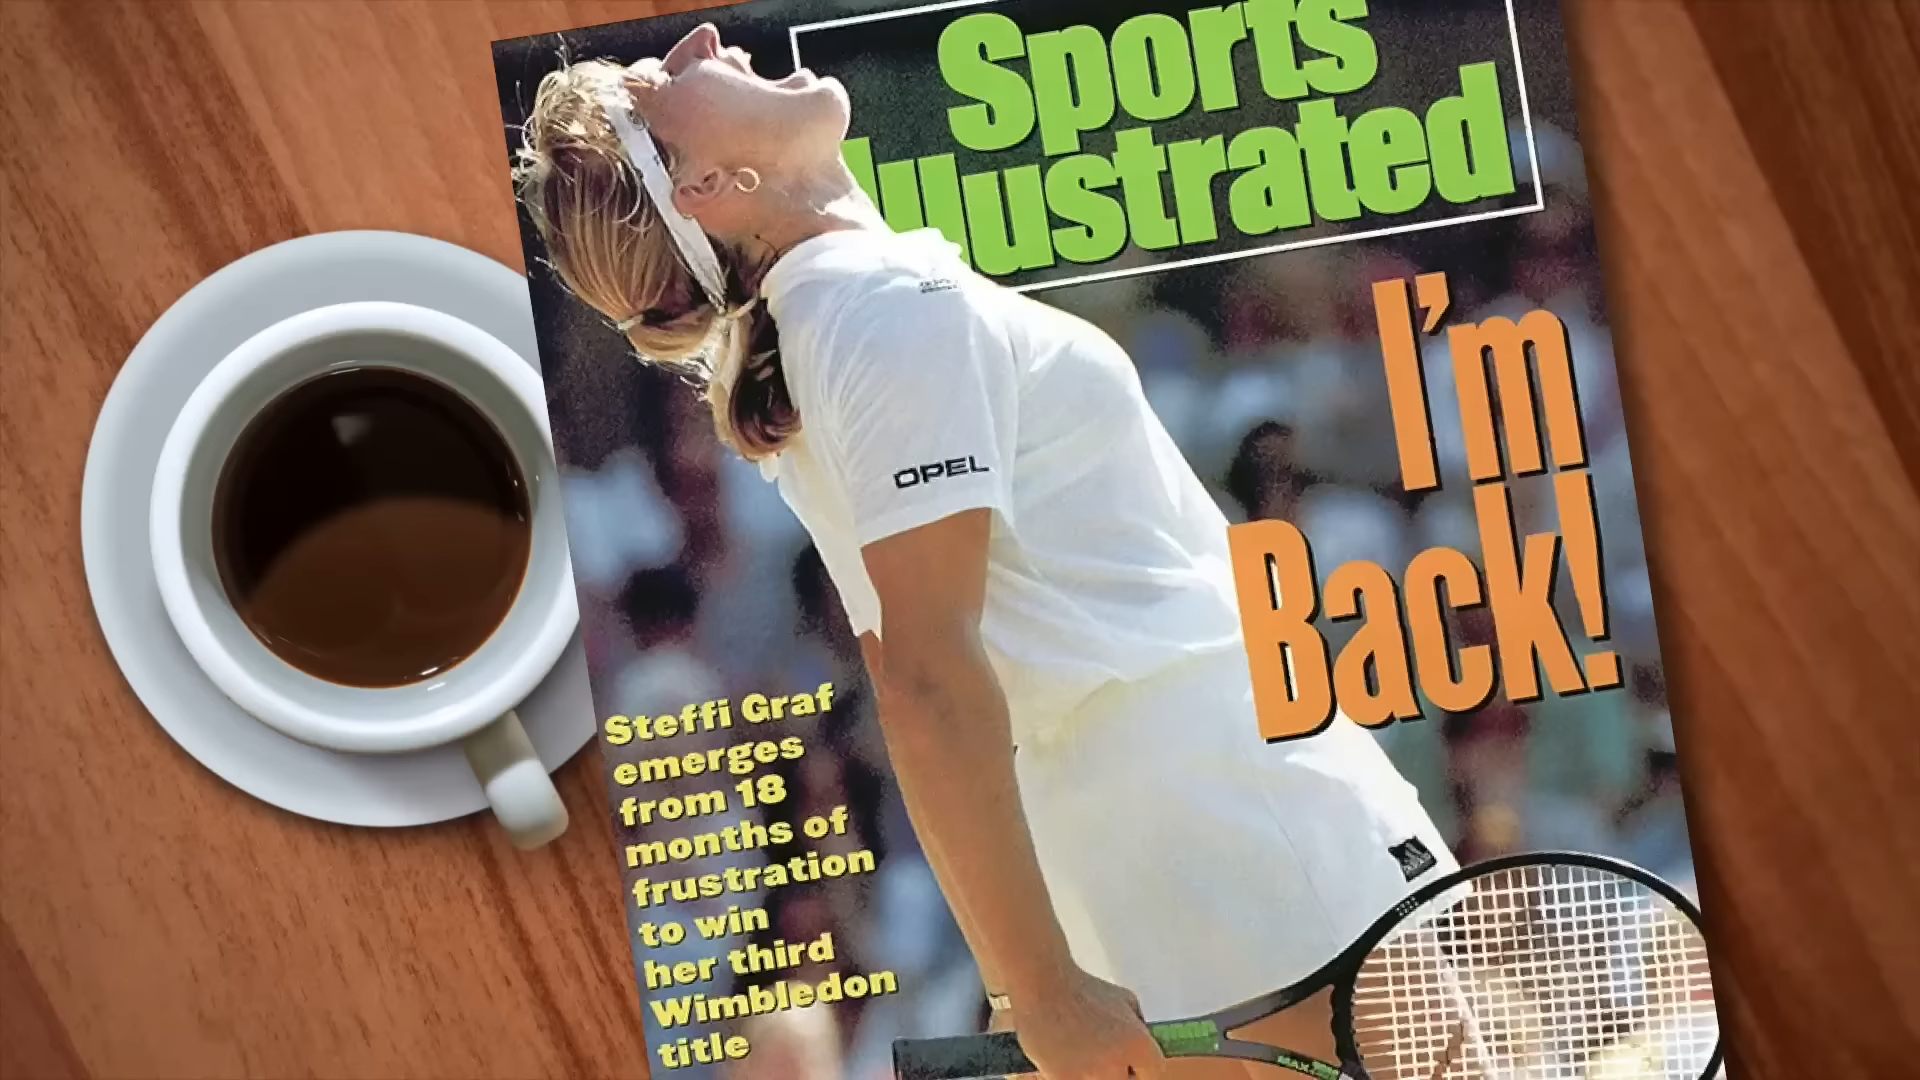 Sports
Illustrated
I'm
Back!
OPEL
Steffi Graf
emerges
from 18
months of
frustration
to win
her third
Wimbledon
title